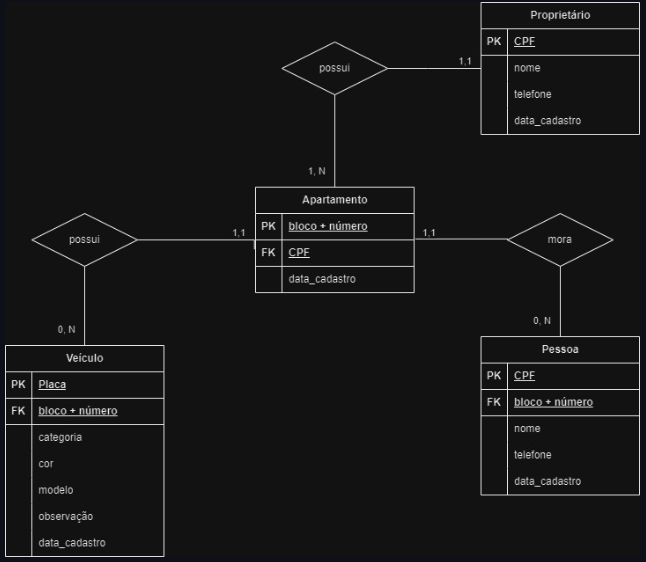 Proprietário
PK CPF
nome
telefone
data_cadastro
possui
1,1
1, N
Apartamento
PK bloco + número
FK CPF
data_cadastro
possui
1,1
1,1
mora
0, N
0, N
Veículo
PK Placa
FK bloco + número
categoria
cor
modelo
observação
data_cadastro
Pessoa
PK CPF
FK bloco + número
nome
telefone
data_cadastro